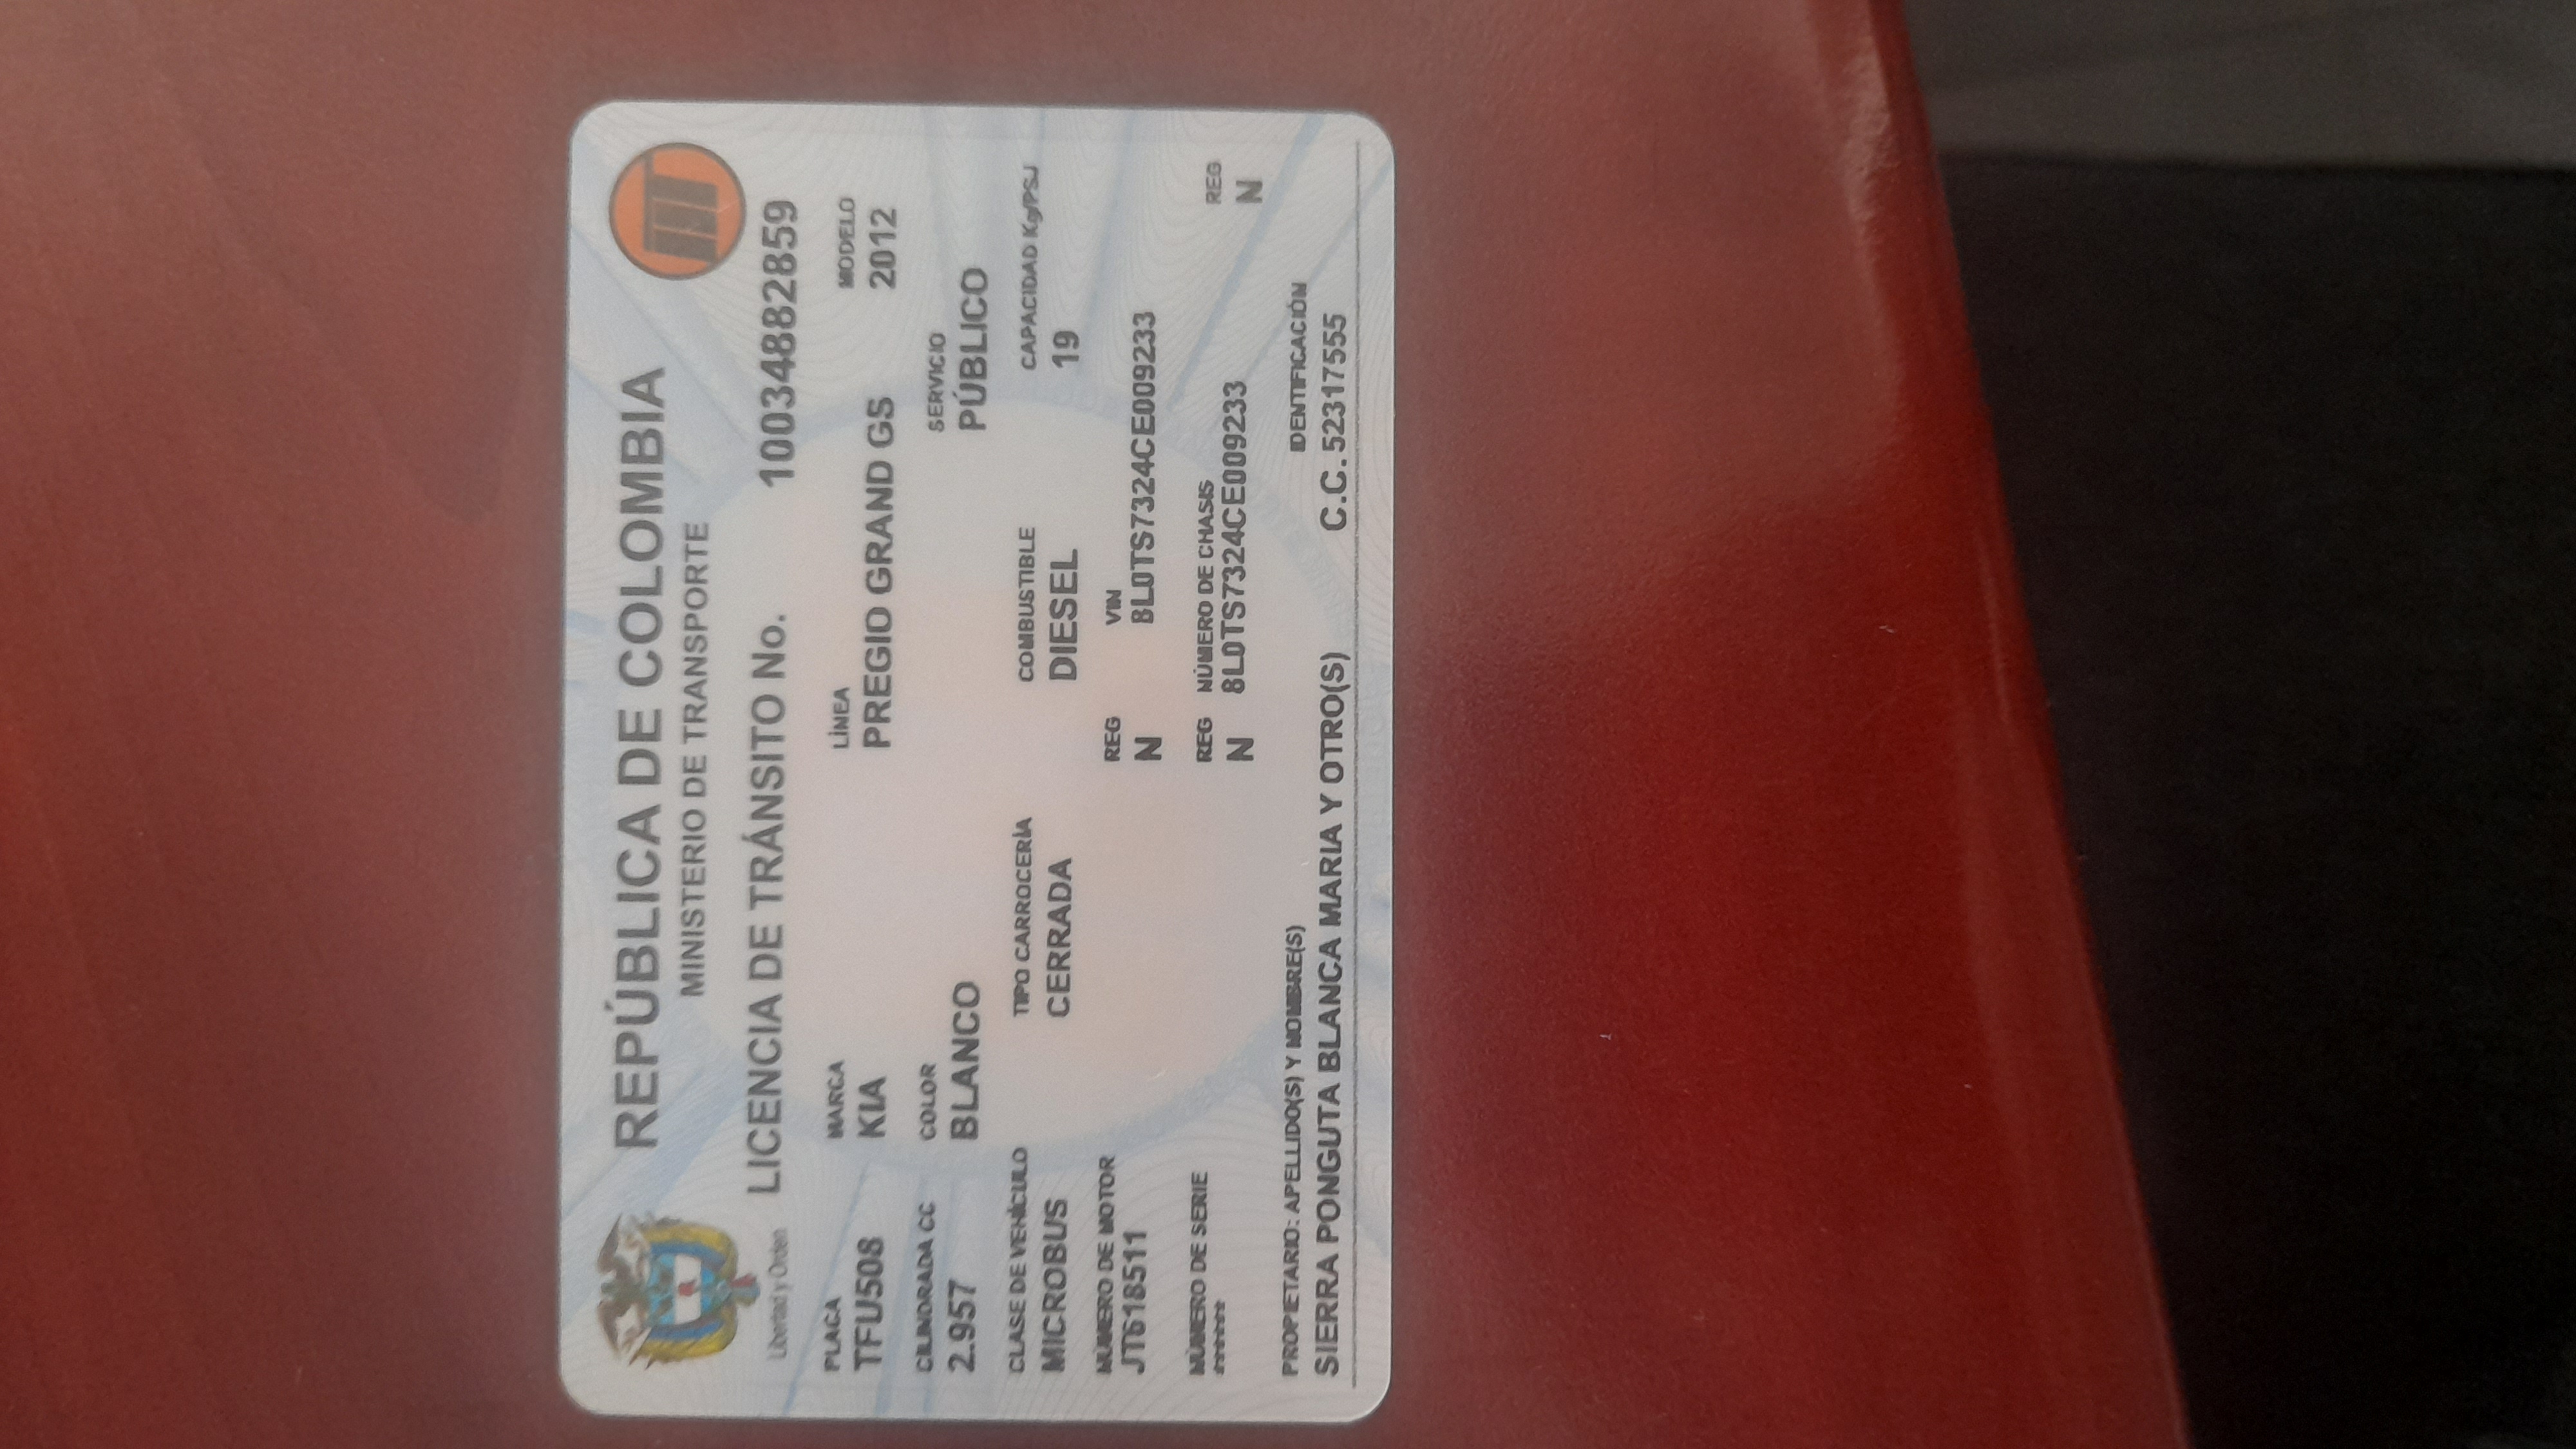 REPÚBLICA DE COLOMBIA
MINISTERIO DE TRANSPORTE
Libertad y Orden
LICENCIA DE TRÁNSITO No. 10034882859
PLACA MARCA LÍNEA MODELO
TFU508 KIA PREGIO GRAND GS 2012
CILINDRADA CC COLOR SERVICIO
2.957 BLANCO PÚBLICO
CLASE DE VEHÍCULO TIPO CARROCERÍA COMBUSTIBLE CAPACIDAD Kg/PSJ
MICROBUS CERRADA DIESEL 19
NÚMERO DE MOTOR REG VIN
JT618511 N 8L0TS7324CE009233
NÚMERO DE SERIE REG NÚMERO DE CHASIS REG
****** N 8L0TS7324CE009233 N
PROPIETARIO: APELLIDO(S) Y NOMBRE(S) IDENTIFICACIÓN
SIERRA PONGUTA BLANCA MARIA Y OTRO(S) C.C. 52317555